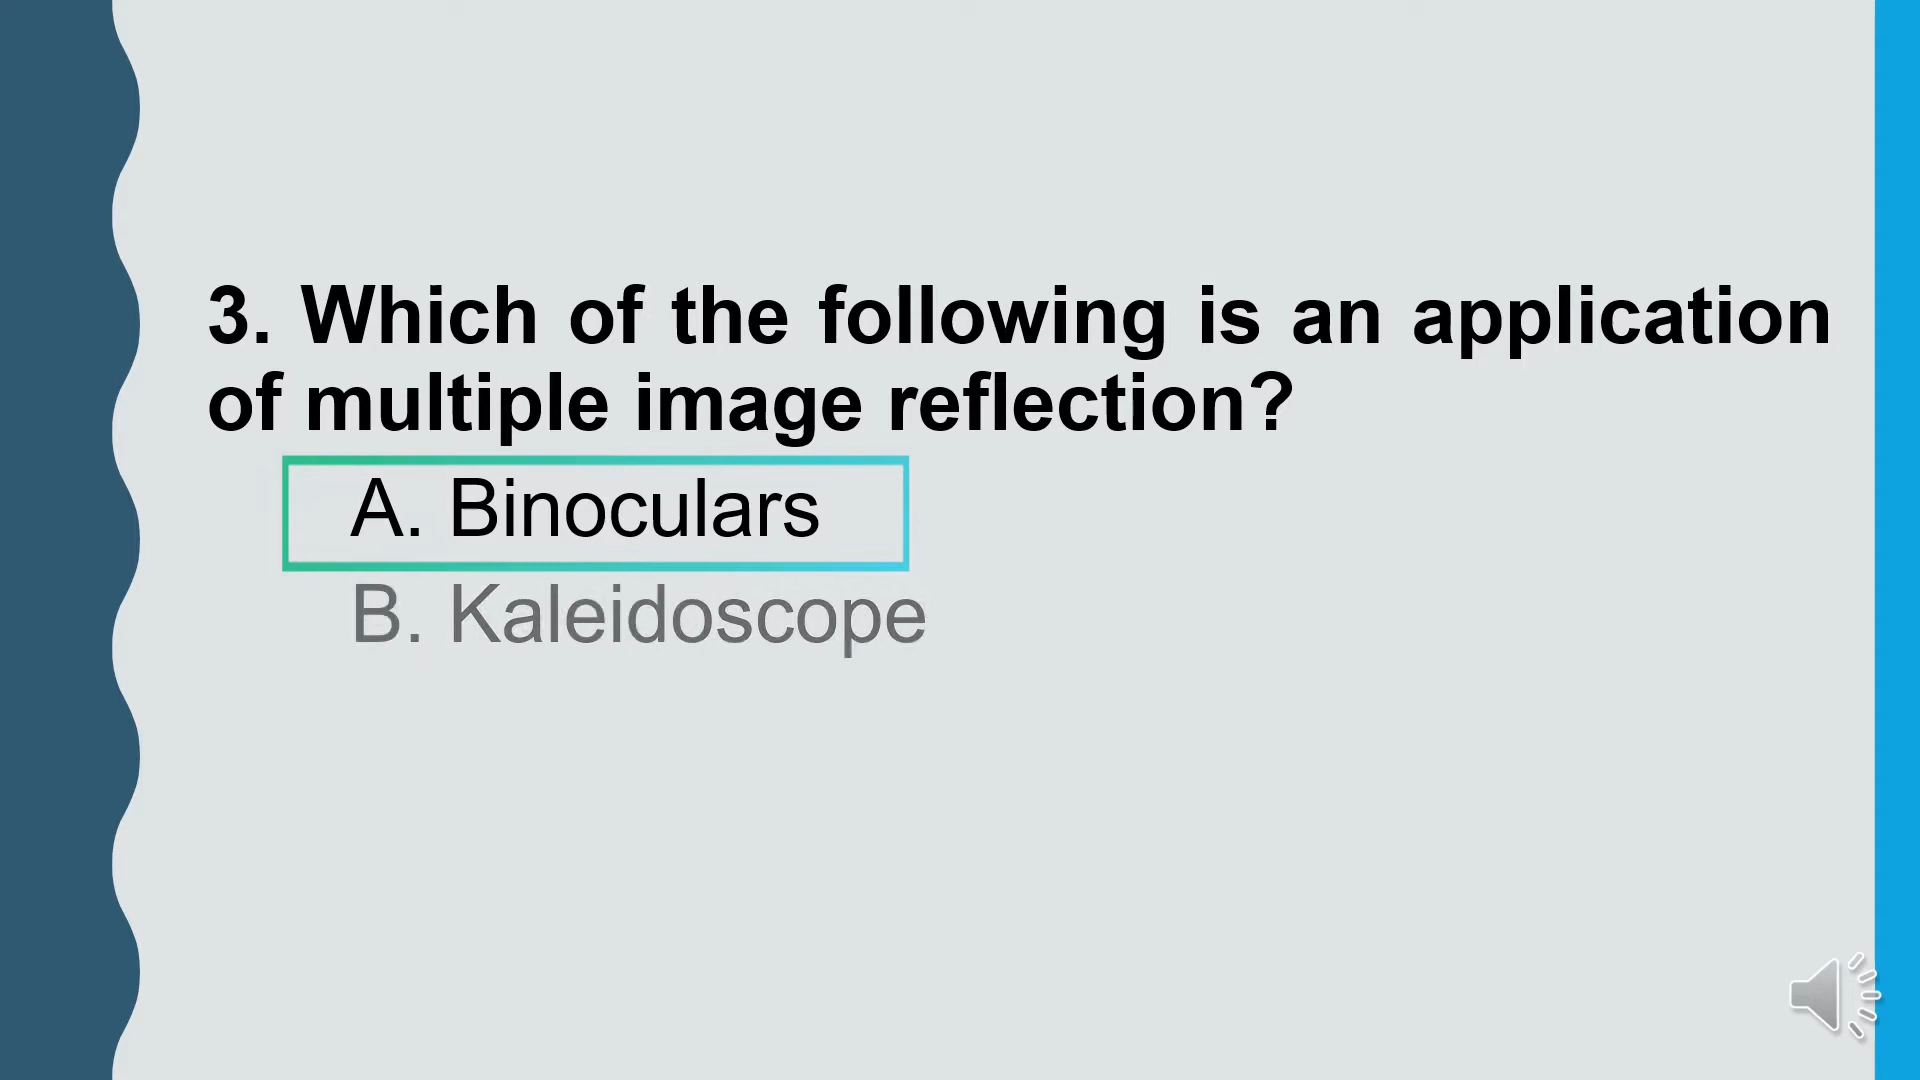 3. Which of the following is an application
of multiple image reflection?
A. Binoculars
B. Kaleidoscope